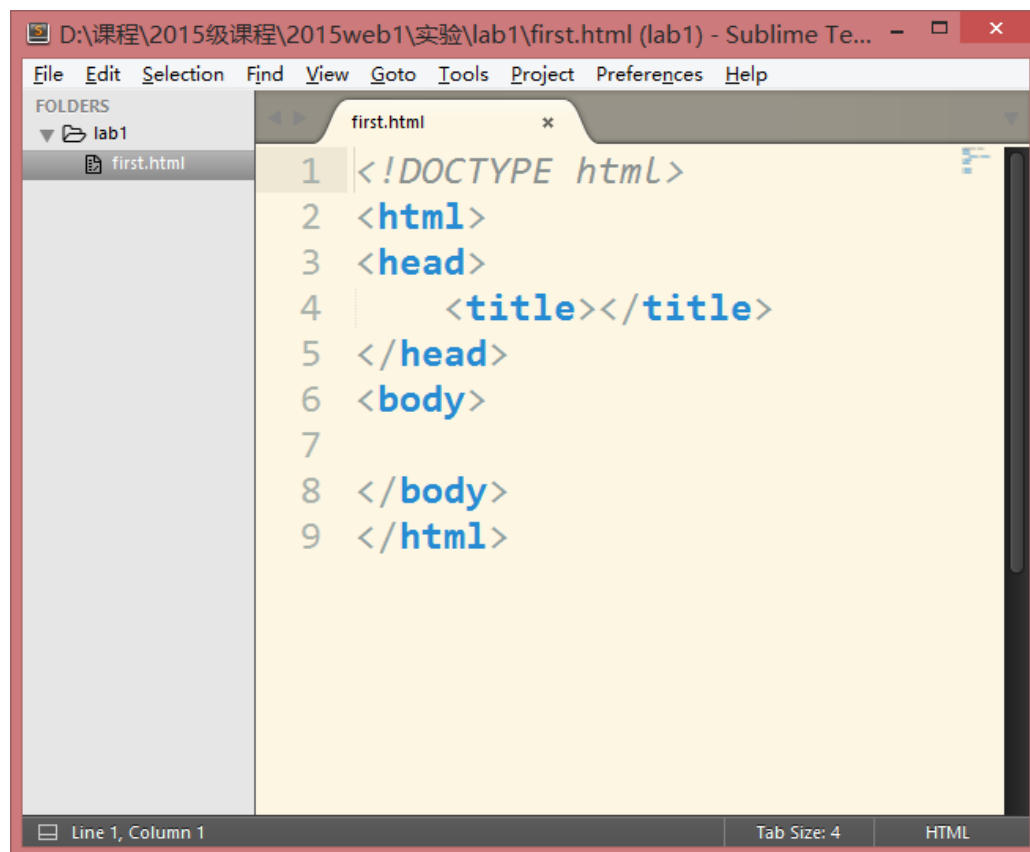 D:\课程\2015级课程\2015web1\实验\lab1\first.html (lab1) - Sublime Te...
File Edit Selection Find View Goto Tools Project Preferences Help
FOLDERS
lab1
first.html
first.html
1 <!DOCTYPE html>
2 <html>
3 <head>
4 <title></title>
5 </head>
6 <body>
7
8 </body>
9 </html>
Line 1, Column 1
Tab Size: 4
HTML